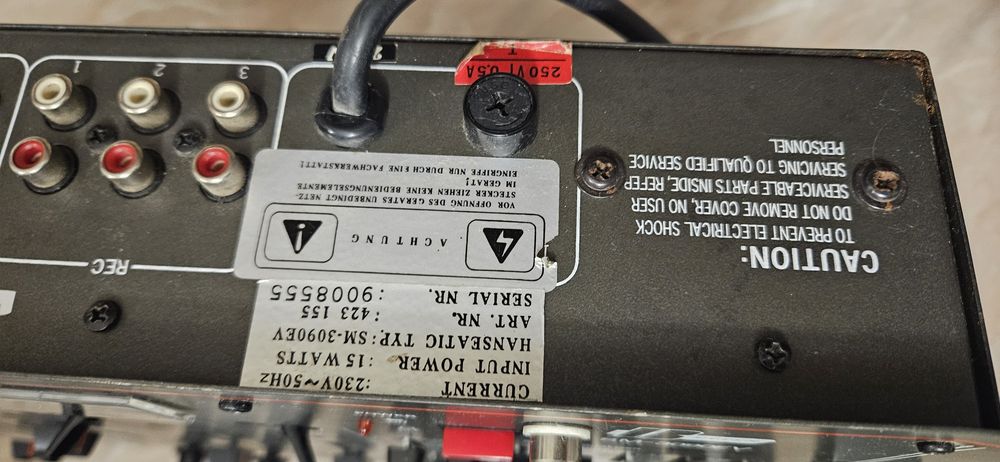 CAUTION:
TO PREVENT ELECTRICAL SHOCK
DO NOT REMOVE COVER, NO USER
SERVICEABLE PARTS INSIDE, REFER
SERVICING TO QUALIFIED SERVICE
PERSONNEL
CURRENT :230V~50Hz
INPUT POWER :15 WATTS
HANSEATIC TYP:SM-3090EV
ART. NR. :423 155
SERIAL NR. :9008555
ACHTUNG
VOR OFFNUNG DES GERATES UNBEDINGT NETZ-
STECKER ZIEHEN KEINE BEDIENUNGSELEMENTE
IM GERAT!
EINGRIFFE NUR DURCH EINE FACHWERKSTATT!
0.5A 250V
T
REC
3 2 1